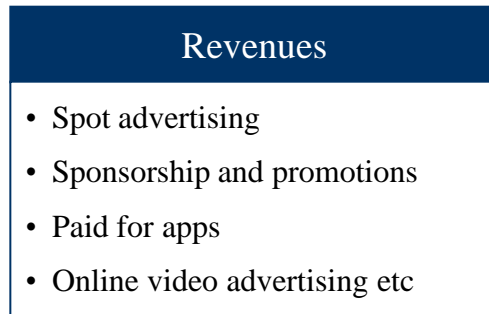 Revenues
• Spot advertising
• Sponsorship and promotions
• Paid for apps
• Online video advertising etc